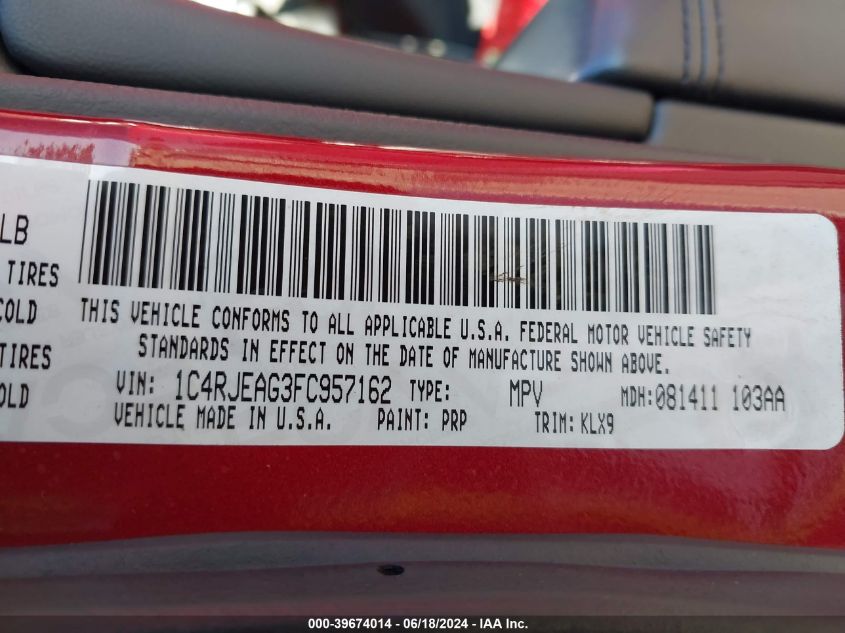 LB
TIRES
COLD
TIRES
OLD
THIS VEHICLE CONFORMS TO ALL APPLICABLE U.S.A. FEDERAL MOTOR VEHICLE SAFETY
STANDARDS IN EFFECT ON THE DATE OF MANUFACTURE SHOWN ABOVE.
VIN: 1C4RJEAG3FC957162 TYPE: MPV MDH:081411 103AA
VEHICLE MADE IN U.S.A. PAINT: PRP TRIM: KLX9
000-39674014 - 06/18/2024 - IAA Inc.